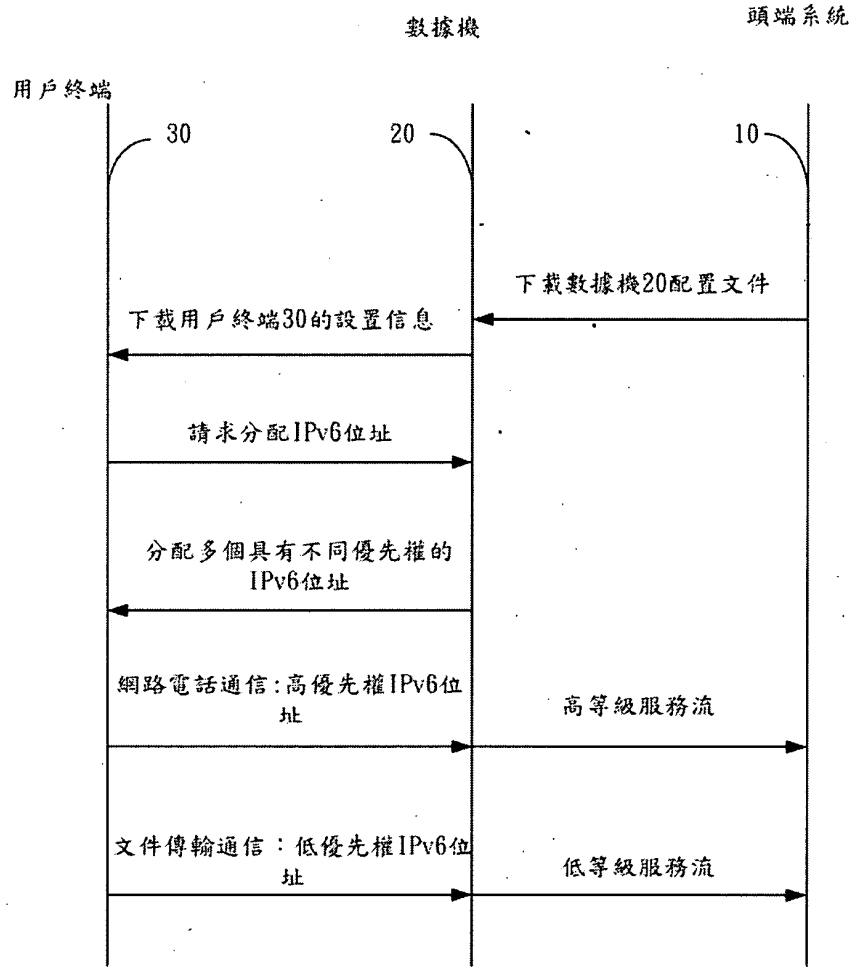 頭端系統
數據機
用戶終端
30
20
10
下載數據機20配置文件
下載用戶終端30的設置信息
請求分配IPv6位址
分配多個具有不同優先權的
IPv6位址
網路電話通信:高優先權IPv6位
址
高等級服務流
文件傳輸通信：低優先權IPv6位
址
低等級服務流